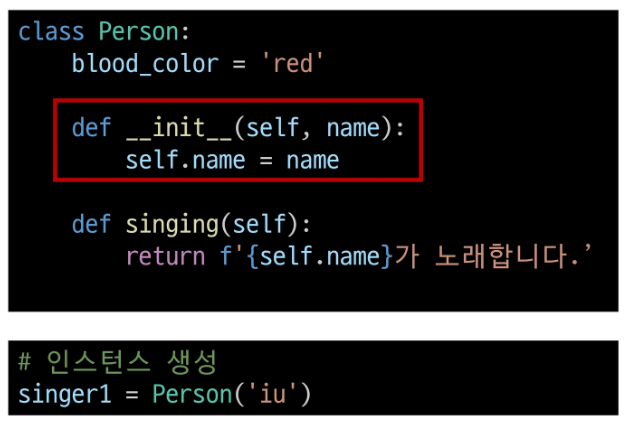 class Person:
    blood_color = 'red'
    def __init__(self, name):
        self.name = name
    def singing(self):
        return f'{self.name}가 노래합니다.’
# 인스턴스 생성
singer1 = Person('iu')